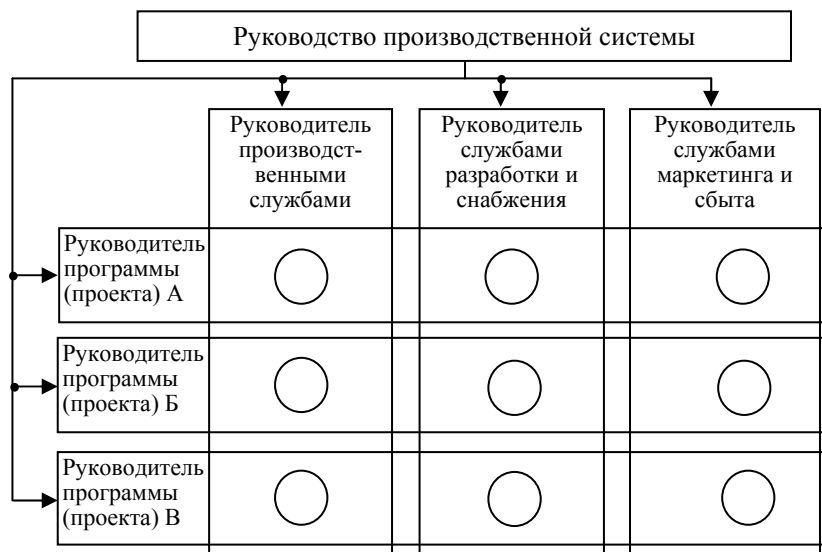 Руководство производственной системы
Руководитель
производст-
венными
службами
Руководитель
службами
разработки и
снабжения
Руководитель
службами
маркетинга и
сбыта
Руководитель
программы
(проекта) А
Руководитель
программы
(проекта) Б
Руководитель
программы
(проекта) В